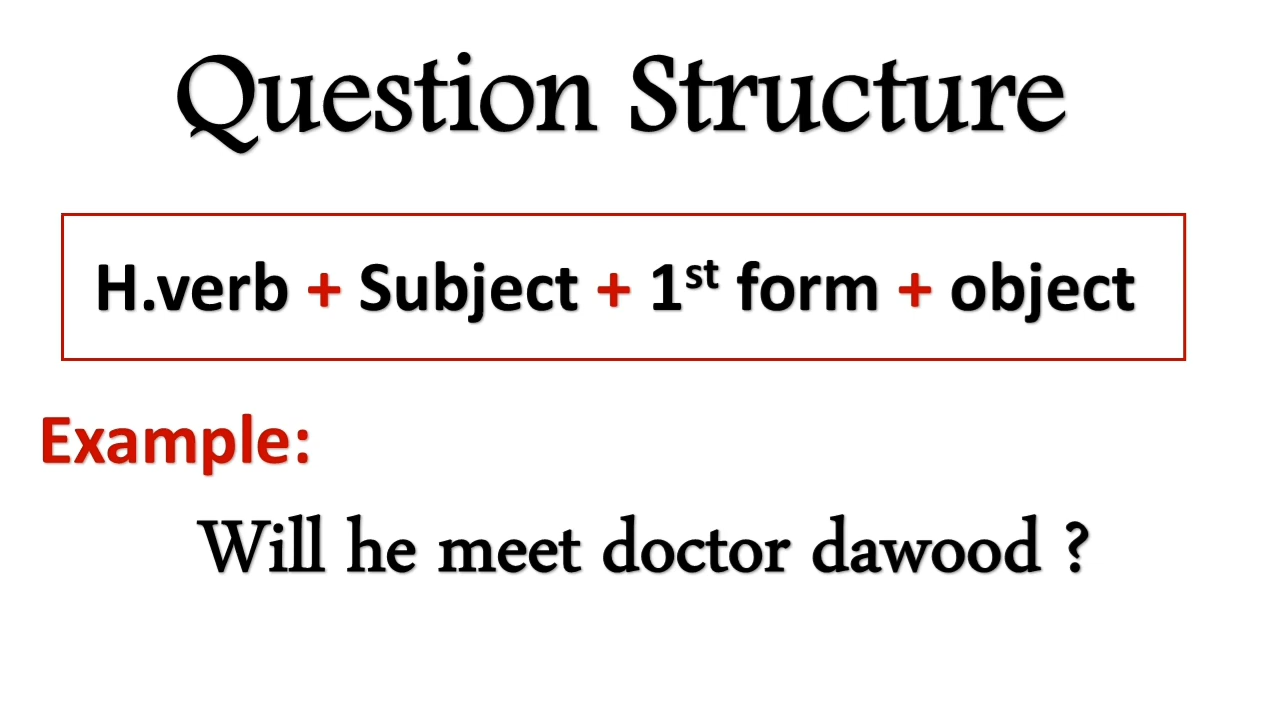 Question Structure
H.verb + Subject + 1st form + object
Example:
Will he meet doctor dawood ?